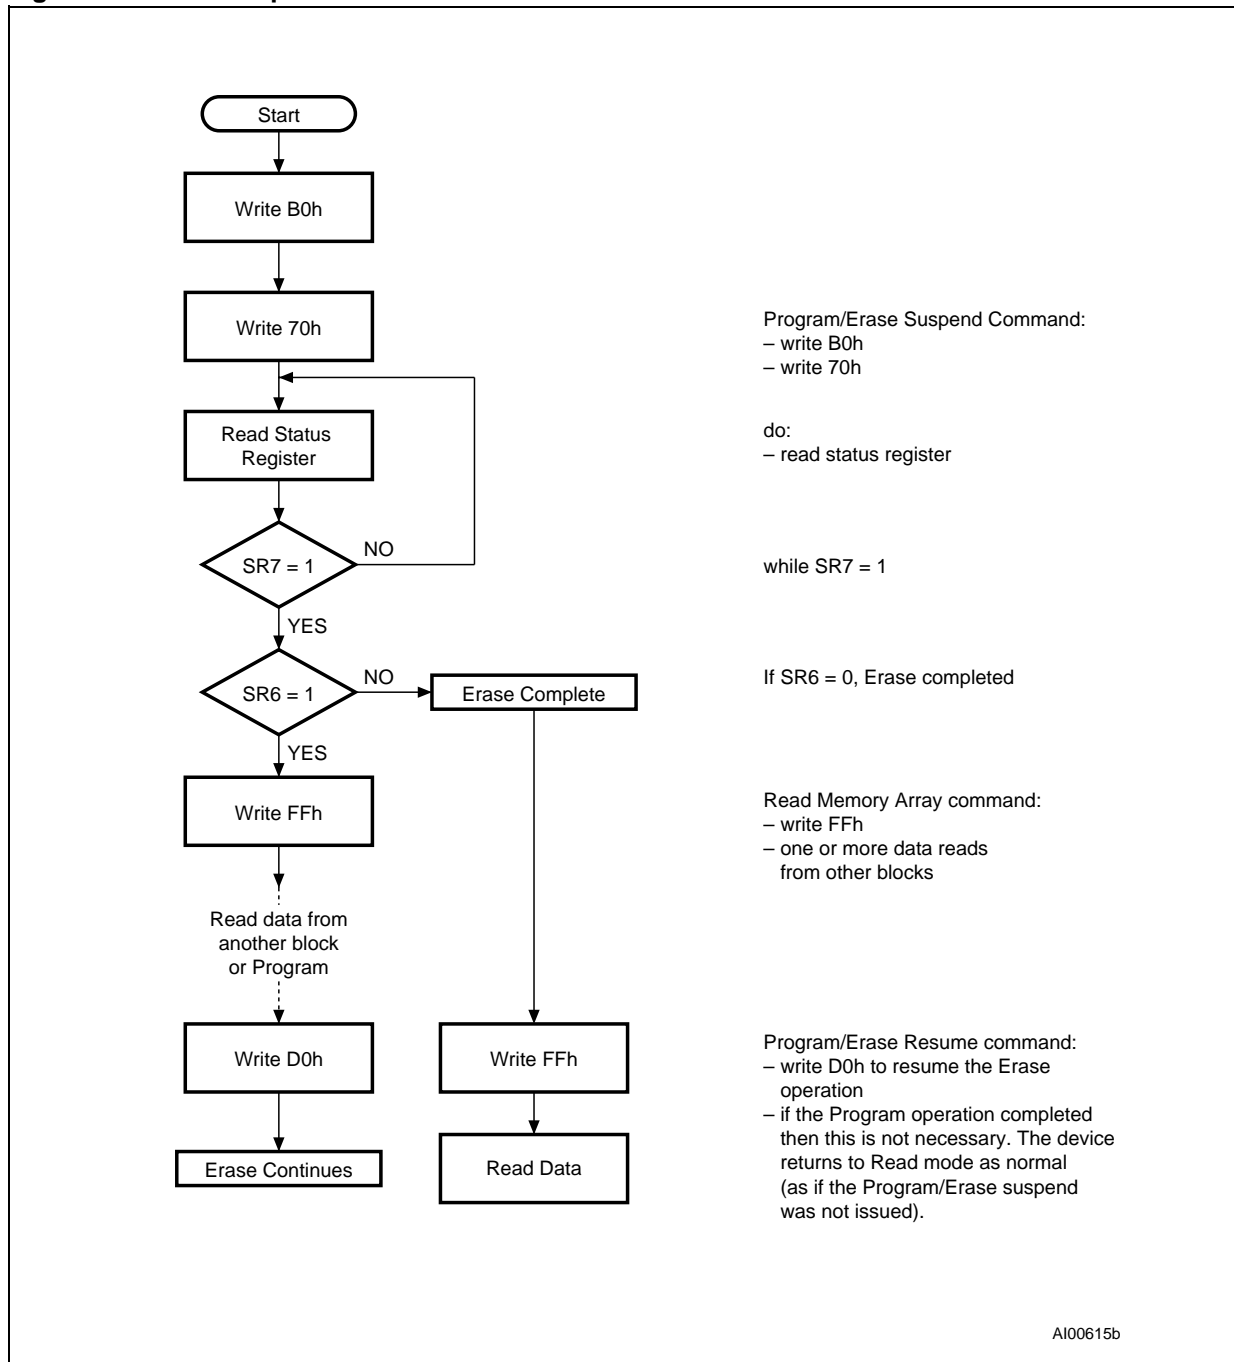 Start
Write B0h
Write 70h
Program/Erase Suspend Command:
– write B0h
– write 70h
Read Status
Register
do:
– read status register
SR7 = 1
NO
while SR7 = 1
YES
SR6 = 1
NO
Erase Complete
If SR6 = 0, Erase completed
YES
Write FFh
Read Memory Array command:
– write FFh
– one or more data reads
from other blocks
Read data from
another block
or Program
Write D0h
Write FFh
Program/Erase Resume command:
– write D0h to resume the Erase
operation
– if the Program operation completed
then this is not necessary. The device
returns to Read mode as normal
(as if the Program/Erase suspend
was not issued).
Erase Continues
Read Data
AI00615b